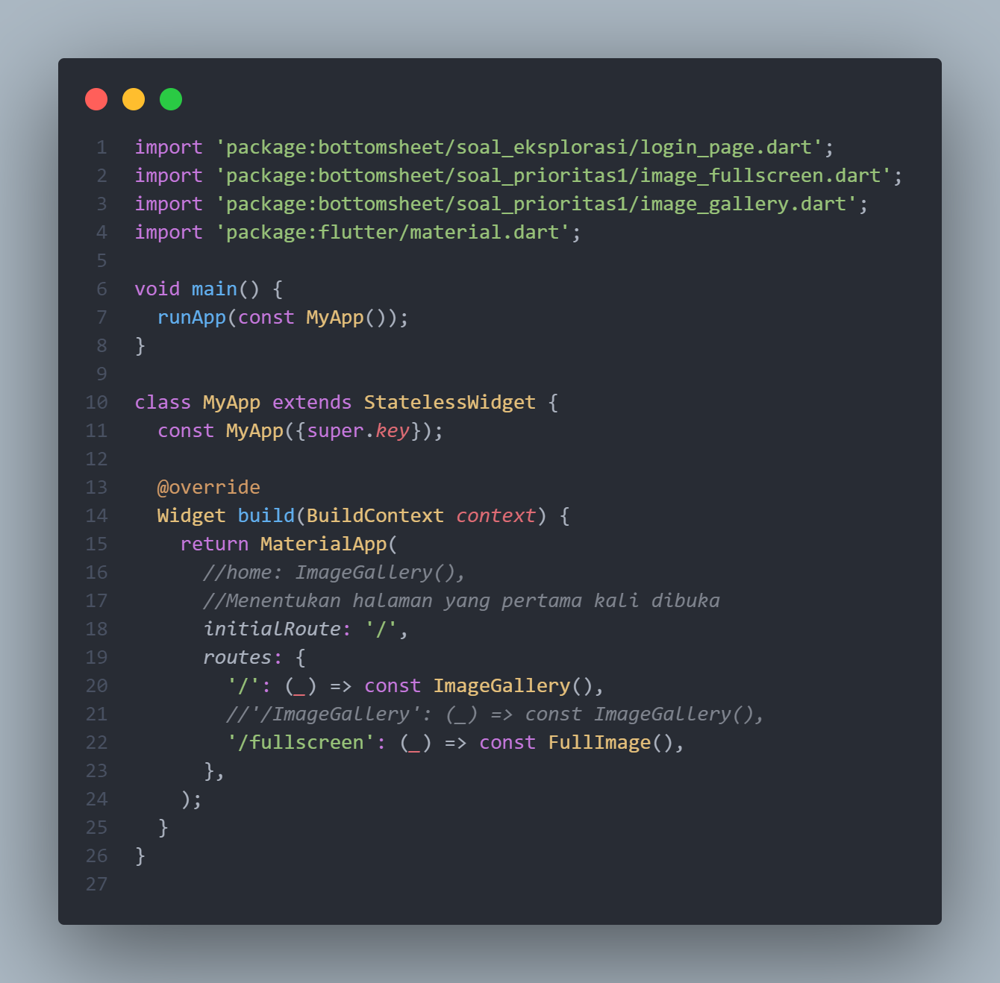 1 import 'package:bottomsheet/soal_eksplorasi/login_page.dart';
2 import 'package:bottomsheet/soal_prioritas1/image_fullscreen.dart';
3 import 'package:bottomsheet/soal_prioritas1/image_gallery.dart';
4 import 'package:flutter/material.dart';
5
6 void main() {
7   runApp(const MyApp());
8 }
9
10 class MyApp extends StatelessWidget {
11   const MyApp({super.key});
12
13   @override
14   Widget build(BuildContext context) {
15     return MaterialApp(
16       //home: ImageGallery(),
17       //Menentukan halaman yang pertama kali dibuka
18       initialRoute: '/',
19       routes: {
20         '/': (_) => const ImageGallery(),
21         //'/ImageGallery': (_) => const ImageGallery(),
22         '/fullscreen': (_) => const FullImage(),
23       },
24     );
25   }
26 }
27